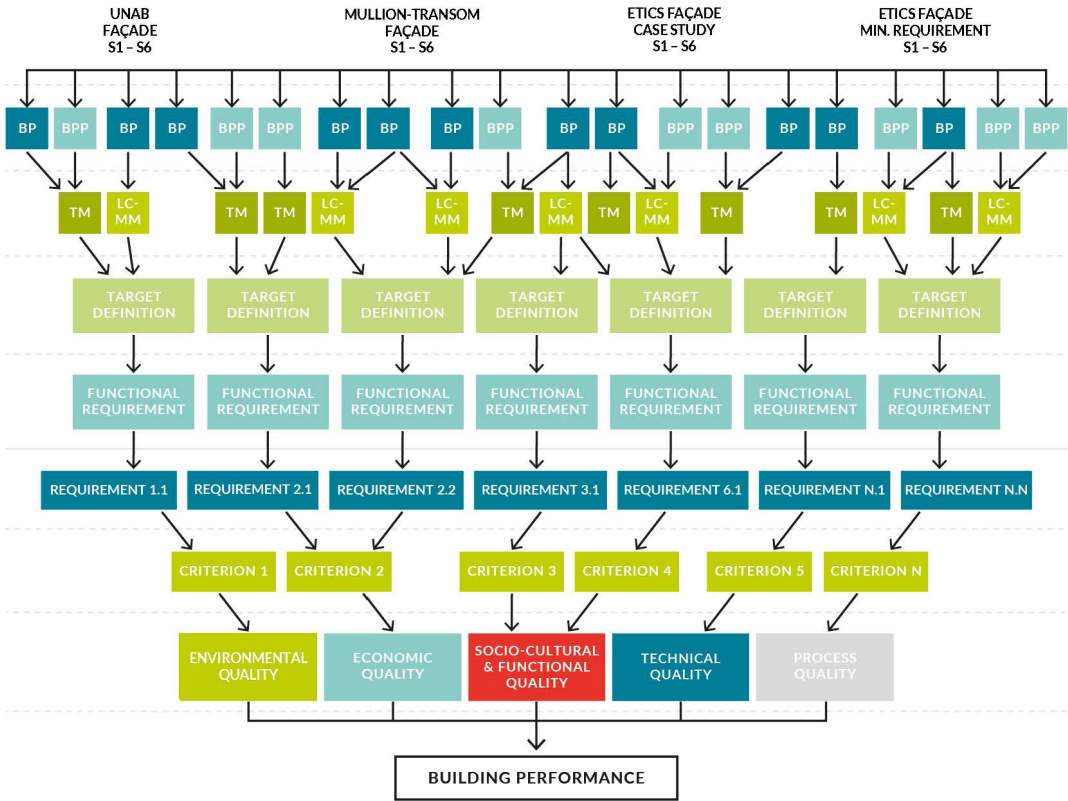 UNAB
FAÇADE
S1 – S6
MULLION-TRANSOM
FAÇADE
S1 – S6
ETICS FAÇADE
CASE STUDY
S1 – S6
ETICS FAÇADE
MIN. REQUIREMENT
S1 – S6
BP
BPP
BP
BP
BPP
BPP
BP
BP
BP
BPP
BP
BP
BPP
BPP
BP
BP
BPP
BP
BPP
BPP
TM
LC-
MM
TM
TM
LC-
MM
LC-
MM
TM
LC-
MM
TM
LC-
MM
TM
TM
LC-
MM
TM
LC-
MM
TARGET
DEFINITION
TARGET
DEFINITION
TARGET
DEFINITION
TARGET
DEFINITION
TARGET
DEFINITION
TARGET
DEFINITION
TARGET
DEFINITION
FUNCTIONAL
REQUIREMENT
FUNCTIONAL
REQUIREMENT
FUNCTIONAL
REQUIREMENT
FUNCTIONAL
REQUIREMENT
FUNCTIONAL
REQUIREMENT
FUNCTIONAL
REQUIREMENT
FUNCTIONAL
REQUIREMENT
REQUIREMENT 1.1
REQUIREMENT 2.1
REQUIREMENT 2.2
REQUIREMENT 3.1
REQUIREMENT 6.1
REQUIREMENT N.1
REQUIREMENT N.N
CRITERION 1
CRITERION 2
CRITERION 3
CRITERION 4
CRITERION 5
CRITERION N
ENVIRONMENTAL
QUALITY
ECONOMIC
QUALITY
SOCIO-CULTURAL
& FUNCTIONAL
QUALITY
TECHNICAL
QUALITY
PROCESS
QUALITY
BUILDING PERFORMANCE